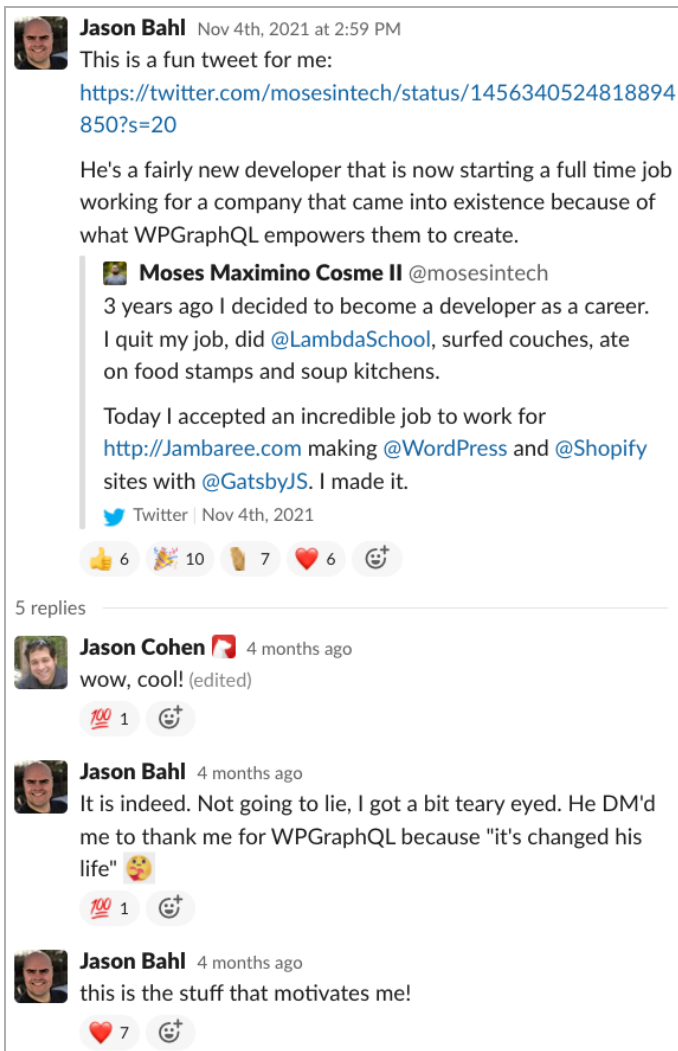 Jason Bahl Nov 4th, 2021 at 2:59 PM
This is a fun tweet for me:
https://twitter.com/mosesintech/status/1456340524818894
850?s=20
He's a fairly new developer that is now starting a full time job
working for a company that came into existence because of
what WPGraphQL empowers them to create.
Moses Maximino Cosme II @mosesintech
3 years ago I decided to become a developer as a career.
I quit my job, did @LambdaSchool, surfed couches, ate
on food stamps and soup kitchens.
Today I accepted an incredible job to work for
http://Jambaree.com making @WordPress and @Shopify
sites with @GatsbyJS. I made it.
Twitter | Nov 4th, 2021
👍 6 🎉 10 7 ❤️ 6
5 replies
Jason Cohen 4 months ago
wow, cool! (edited)
💯 1
Jason Bahl 4 months ago
It is indeed. Not going to lie, I got a bit teary eyed. He DM'd
me to thank me for WPGraphQL because "it's changed his
life"
💯 1
Jason Bahl 4 months ago
this is the stuff that motivates me!
❤️ 7